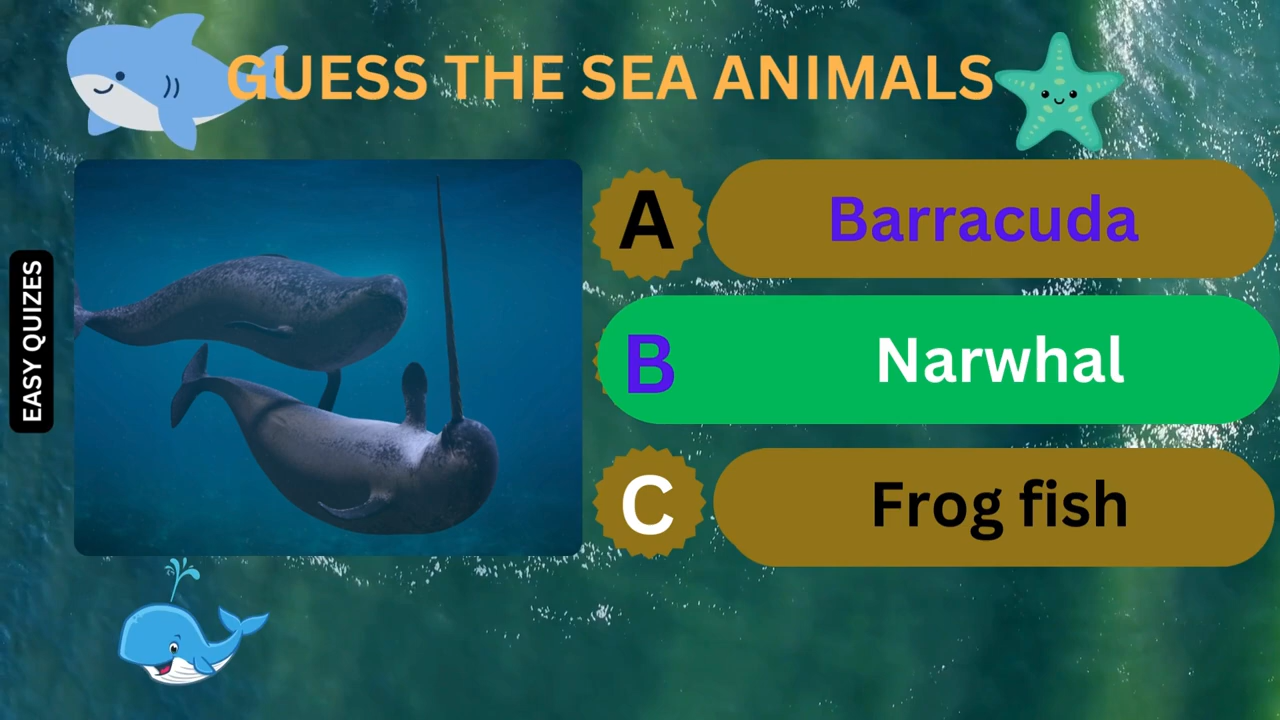 GUESS THE SEA ANIMALS
EASY QUIZES
A Barracuda
B Narwhal
C Frog fish